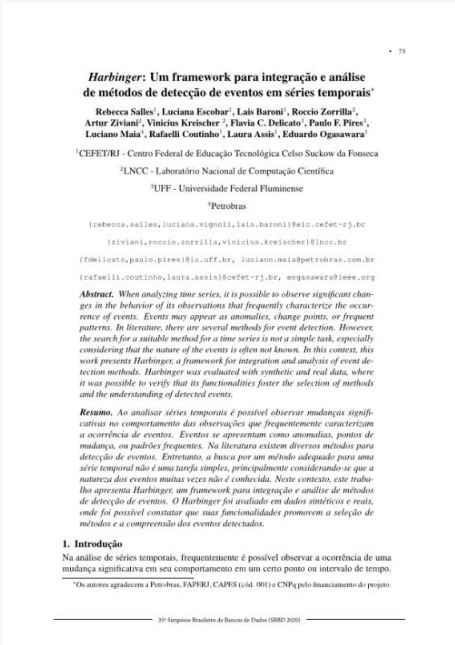 • 73
Harbinger: Um framework para integração e análise
de métodos de detecção de eventos em séries temporais*
Rebecca Salles1, Luciana Escobar1, Lais Baroni1, Roccio Zorrilla2,
Artur Ziviani2, Vinicius Kreischer 2, Flavia C. Delicato3, Paulo F. Pires3,
Luciano Maia4, Rafaelli Coutinho1, Laura Assis1, Eduardo Ogasawara1
1CEFET/RJ - Centro Federal de Educação Tecnológica Celso Suckow da Fonseca
2LNCC - Laboratório Nacional de Computação Científica
3UFF - Universidade Federal Fluminense
4Petrobras
{rebecca.salles,luciana.vignoli,lais.baroni}@eic.cefet-rj.br
{ziviani,roccio.zorrilla,vinicius.kreischer}@lncc.br
{fdelicato,paulo.pires}@ic.uff.br, luciano.maia@petrobras.com.br
{rafaelli.coutinho,laura.assis}@cefet-rj.br, eogasawara@ieee.org
Abstract. When analyzing time series, it is possible to observe significant chan-
ges in the behavior of its observations that frequently characterize the occur-
rence of events. Events may appear as anomalies, change points, or frequent
patterns. In literature, there are several methods for event detection. However,
the search for a suitable method for a time series is not a simple task, especially
considering that the nature of the events is often not known. In this context, this
work presents Harbinger, a framework for integration and analysis of event de-
tection methods. Harbinger was evaluated with synthetic and real data, where
it was possible to verify that its functionalities foster the selection of methods
and the understanding of detected events.
Resumo. Ao analisar séries temporais é possível observar mudanças signifi-
cativas no comportamento das observações que frequentemente caracterizam
a ocorrência de eventos. Eventos se apresentam como anomalias, pontos de
mudança, ou padrões frequentes. Na literatura existem diversos métodos para
detecção de eventos. Entretanto, a busca por um método adequado para uma
série temporal não é uma tarefa simples, principalmente considerando-se que a
natureza dos eventos muitas vezes não é conhecida. Neste contexto, este traba-
lho apresenta Harbinger, um framework para integração e análise de métodos
de detecção de eventos. O Harbinger foi avaliado em dados sintéticos e reais,
onde foi possível constatar que suas funcionalidades promovem a seleção de
métodos e a compreensão dos eventos detectados.
1. Introdução
Na análise de séries temporais, frequentemente é possível observar a ocorrência de uma
mudança significativa em seu comportamento em um certo ponto ou intervalo de tempo.
*Os autores agradecem a Petrobras, FAPERJ, CAPES (cód. 001) e CNPq pelo financiamento do projeto.
35º Simpósio Brasileiro de Bancos de Dados (SBBD 2020)